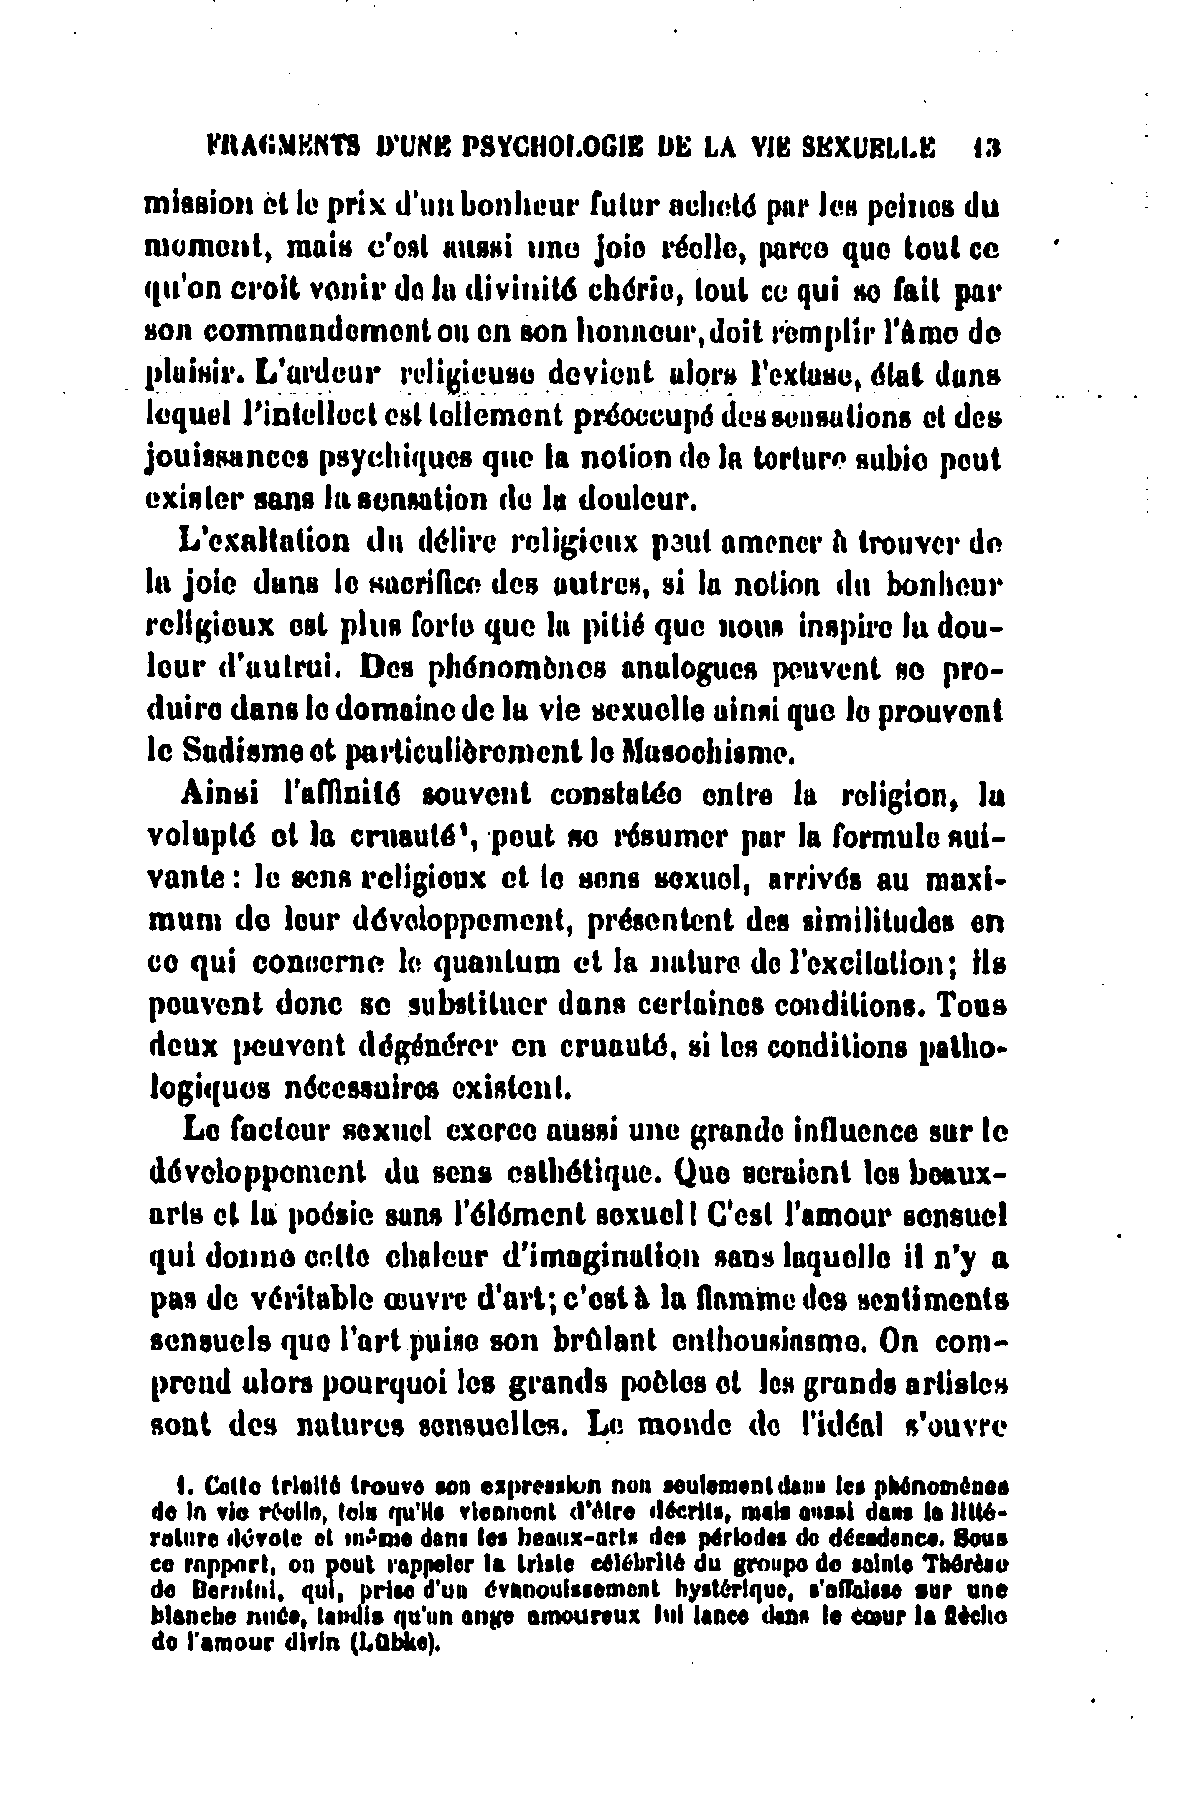 FRAGMENTS D'UNE PSYCHOLOGIE DE LA VIE SEXUELLE 13
mission et le prix d'un bonheur futur acheté par les peines du
moment, mais c'est aussi une joie réelle, parce que tout ce
qu'on croit venir de la divinité chérie, tout ce qui se fait par
son commandement ou en son honneur, doit remplir l'âme de
plaisir. L'ardeur religieuse devient alors l'extase, état dans
lequel l'intellect est tellement préoccupé des sensations et des
jouissances psychiques que la notion de la torture subie peut
exister sans la sensation de la douleur.
L'exaltation du délire religieux peut amener à trouver de
la joie dans le sacrifice des autres, si la notion du bonheur
religieux est plus forte que la pitié que nous inspire la dou-
leur d'autrui. Des phénomènes analogues peuvent se pro-
duire dans le domaine de la vie sexuelle ainsi que le prouvent
le Sadisme et particulièrement le Masochisme.
Ainsi l'affinité souvent constatée entre la religion, la
volupté et la cruauté¹, peut se résumer par la formule sui-
vante : le sens religieux et le sens sexuel, arrivés au maxi-
mum de leur développement, présentent des similitudes en
ce qui concerne le quantum et la nature de l'excitation; ils
peuvent donc se substituer dans certaines conditions. Tous
deux peuvent dégénérer en cruauté, si les conditions patho-
logiques nécessaires existent.
Le facteur sexuel exerce aussi une grande influence sur le
développement du sens esthétique. Que seraient les beaux-
arts et la poésie sans l'élément sexuel! C'est l'amour sensuel
qui donne cette chaleur d'imagination sans laquelle il n'y a
pas de véritable œuvre d'art; c'est à la flamme des sentiments
sensuels que l'art puise son brûlant enthousiasme. On com-
prend alors pourquoi les grands poètes et les grands artistes
sont des natures sensuelles. Le monde de l'idéal s'ouvre
1. Cette trinité trouve son expression non seulement dans les phénomènes
de la vie réelle, tels qu'ils viennent d'être décrits, mais aussi dans la litté-
rature dévote et même dans les beaux-arts des périodes de décadence. Sous
ce rapport, on peut rappeler la triste célébrité du groupe de sainte Thérèse
de Bernini, qui, prise d'un évanouissement hystérique, s'affaisse sur une
blanche nuée, tandis qu'un ange amoureux lui lance dans le cœur la flèche
de l'amour divin (Lübke).